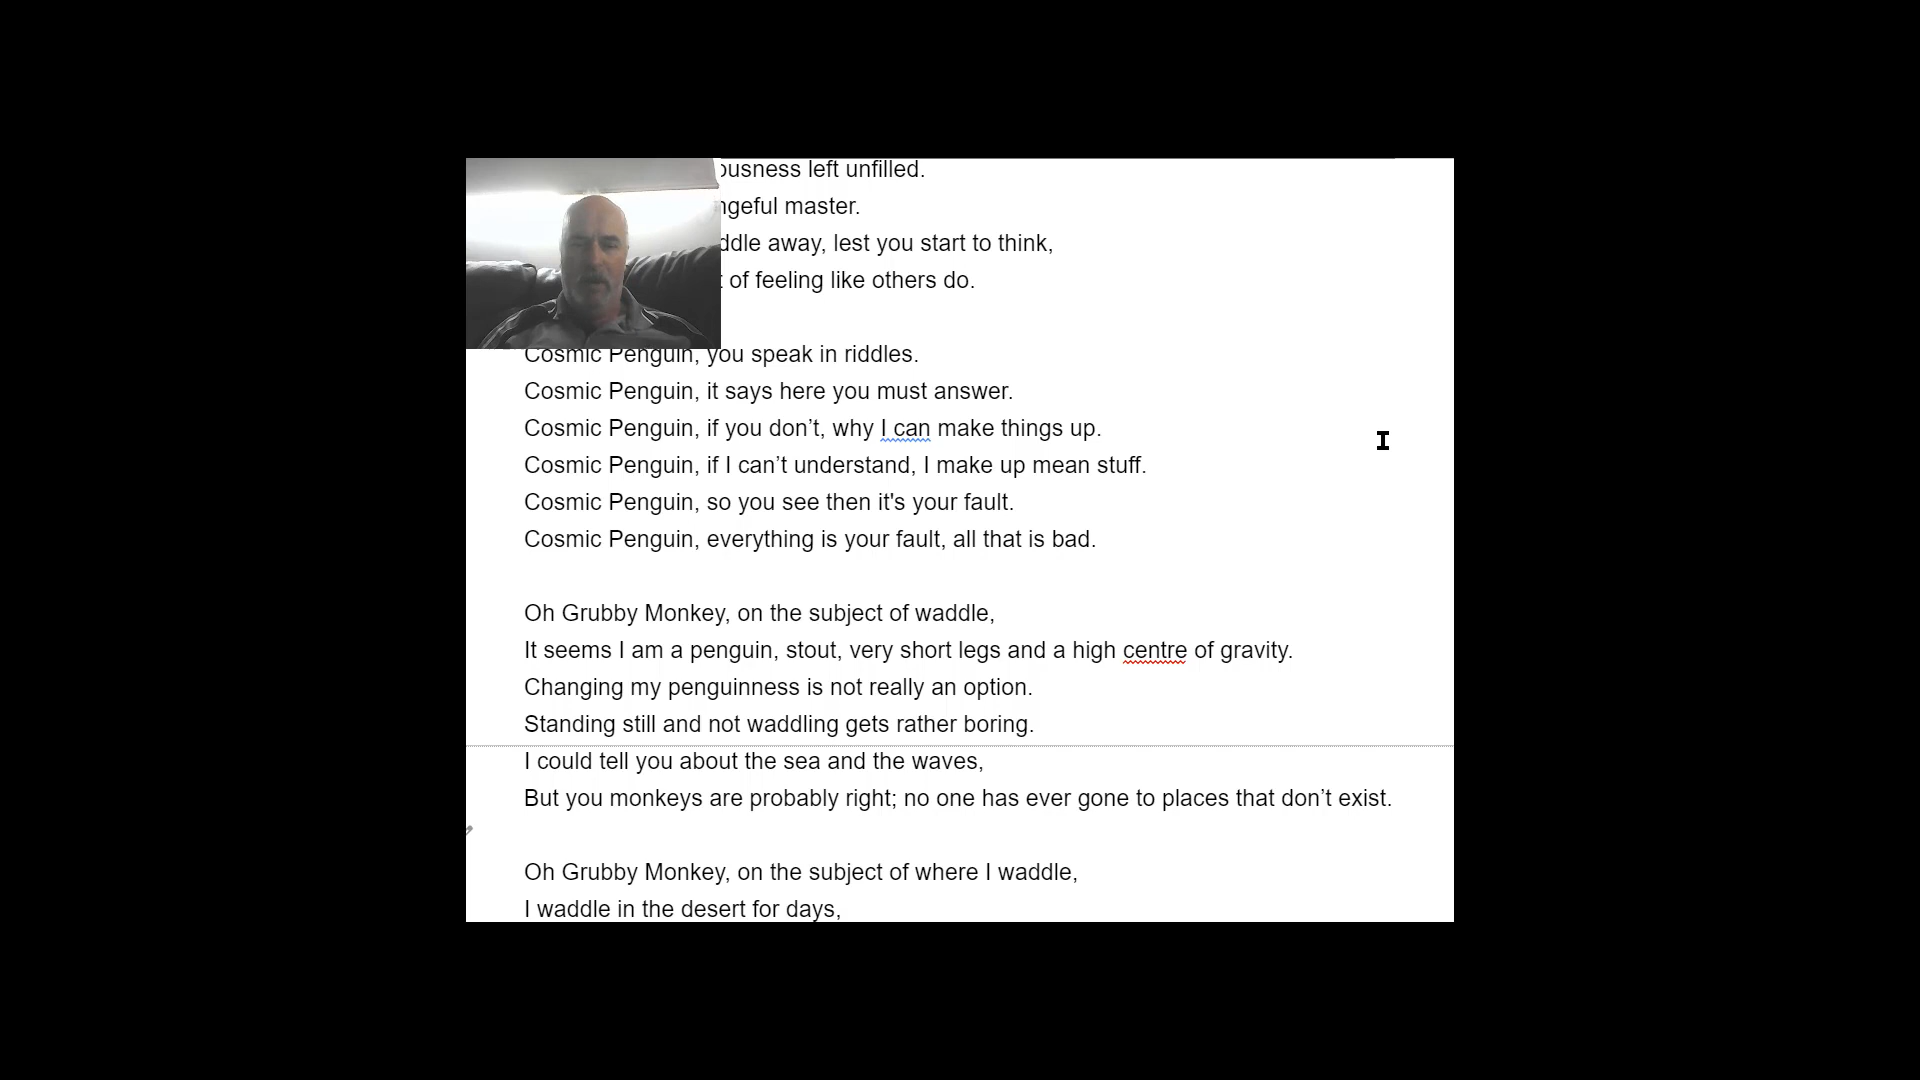 left unfilled.
master.
away, lest you start to think,
of feeling like others do.
Cosmic Penguin, you speak in riddles.
Cosmic Penguin, it says here you must answer.
Cosmic Penguin, if you don’t, why I can make things up.
Cosmic Penguin, if I can’t understand, I make up mean stuff.
Cosmic Penguin, so you see then it's your fault.
Cosmic Penguin, everything is your fault, all that is bad.
Oh Grubby Monkey, on the subject of waddle,
It seems I am a penguin, stout, very short legs and a high centre of gravity.
Changing my penguinness is not really an option.
Standing still and not waddling gets rather boring.
I could tell you about the sea and the waves,
But you monkeys are probably right; no one has ever gone to places that don’t exist.
Oh Grubby Monkey, on the subject of where I waddle,
I waddle in the desert for days,